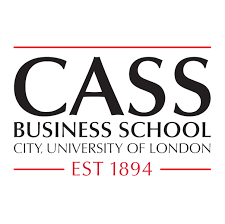 CASS
BUSINESS SCHOOL
CITY, UNIVERSITY OF LONDON
EST 1894